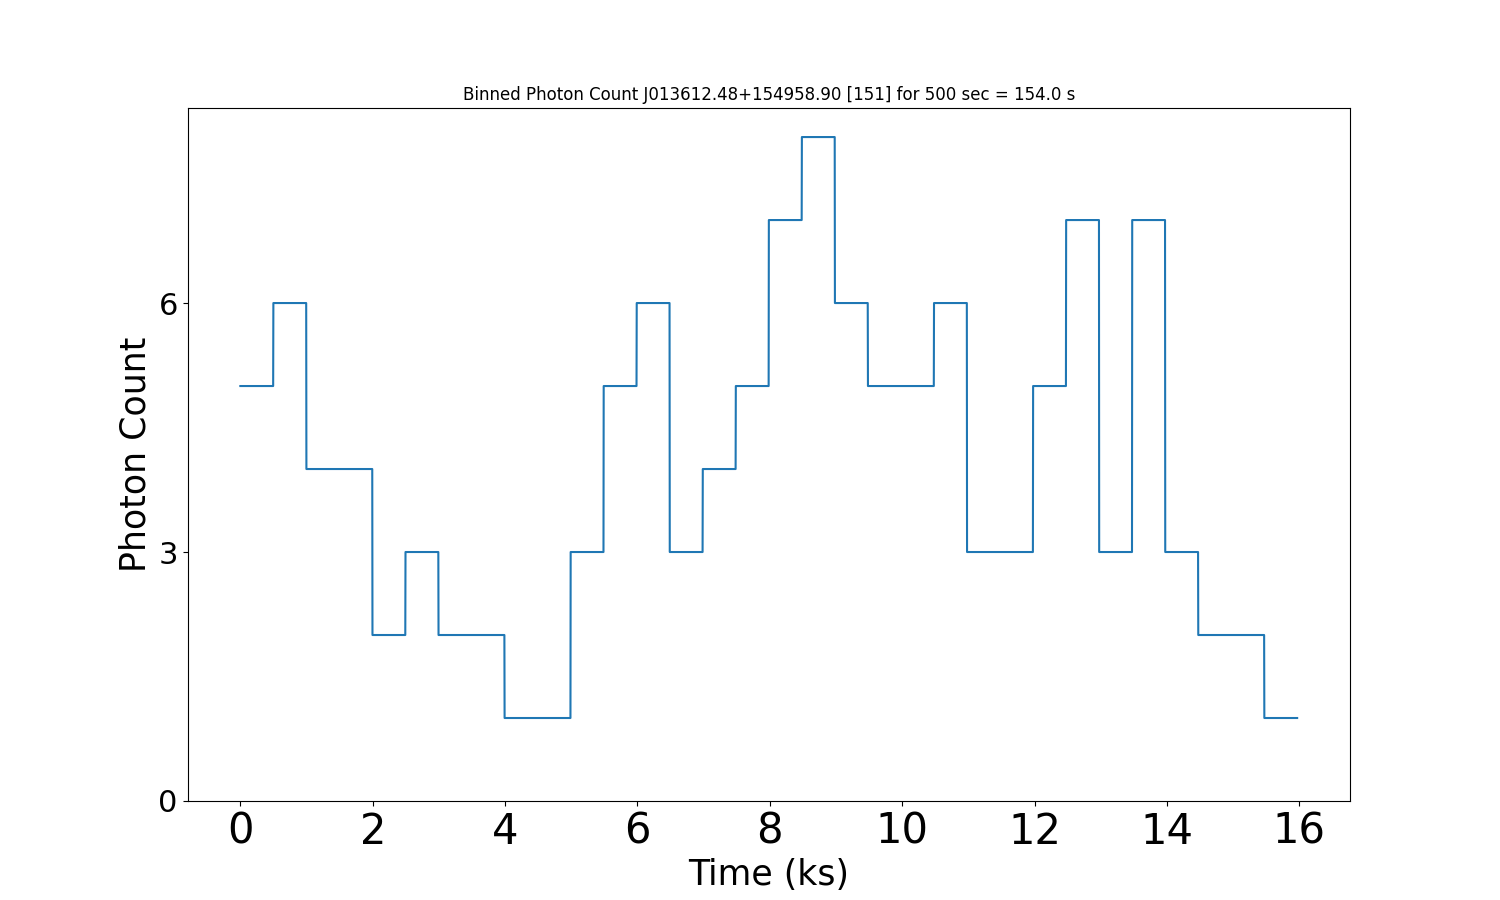 Binned Photon Count J013612.48+154958.90 [151] for 500 sec = 154.0 s
Photon Count
6
3
0
0 2 4 6 8 10 12 14 16
Time (ks)